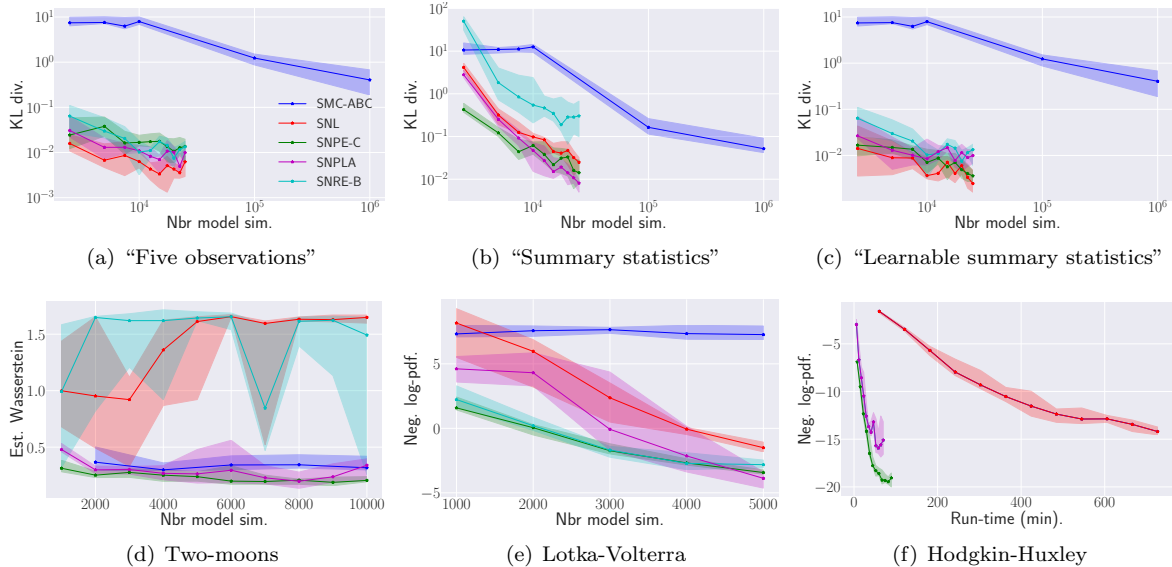 KL div.
10^1
10^0
10^−1
10^−2
10^−3
10^4
10^5
10^6
Nbr model sim.
SMC-ABC
SNL
SNPE-C
SNPLA
SNRE-B
(a) “Five observations”
KL div.
10^2
10^1
10^0
10^−1
10^−2
10^4
10^5
10^6
Nbr model sim.
(b) “Summary statistics”
KL div.
10^1
10^0
10^−1
10^−2
10^4
10^5
10^6
Nbr model sim.
(c) “Learnable summary statistics”
Est. Wasserstein
1.5
1.0
0.5
2000 4000 6000 8000 10000
Nbr model sim.
(d) Two-moons
Neg. log-pdf.
5
0
−5
1000 2000 3000 4000 5000
Nbr model sim.
(e) Lotka-Volterra
Neg. log-pdf.
−5
−10
−15
−20
0 200 400 600
Run-time (min).
(f) Hodgkin-Huxley